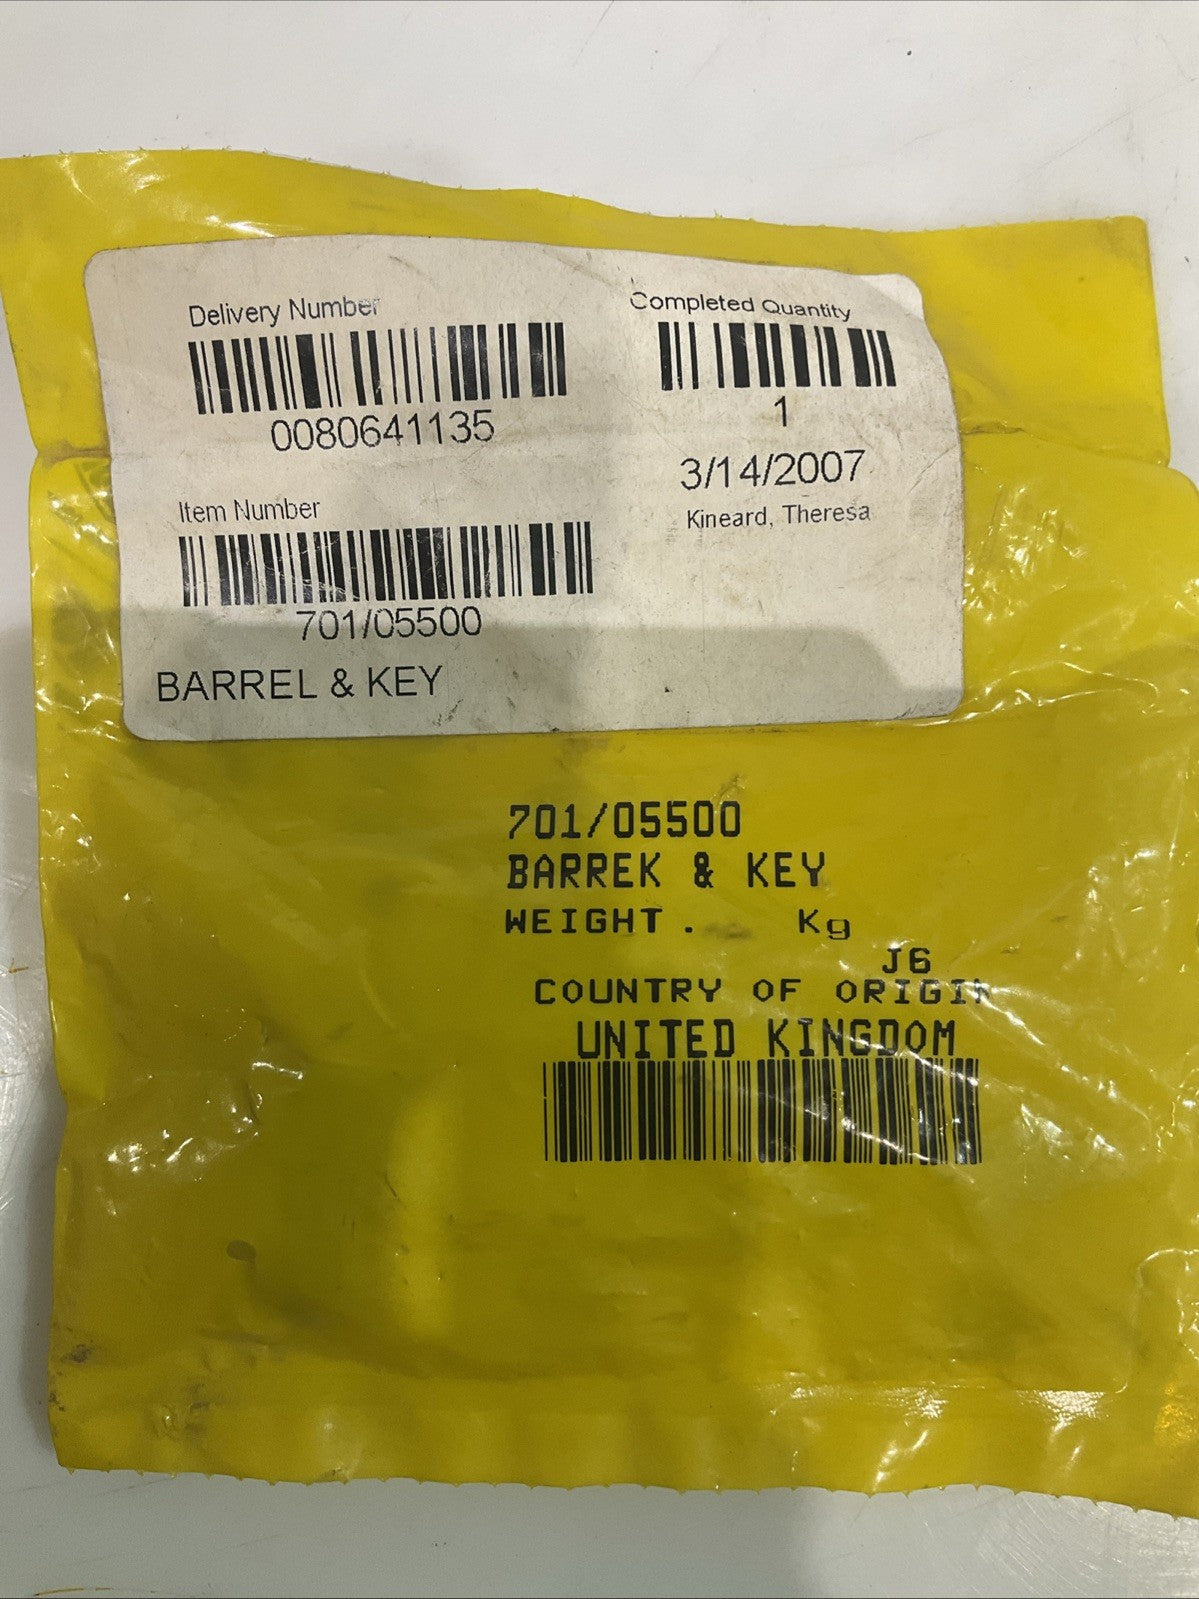 Delivery Number
0080641135
Completed Quantity
1
3/14/2007
Kineard, Theresa
Item Number
701/05500
BARREL & KEY
701/05500
BARREK & KEY
WEIGHT. Kg
J6
COUNTRY OF ORIGIN
UNITED KINGDOM